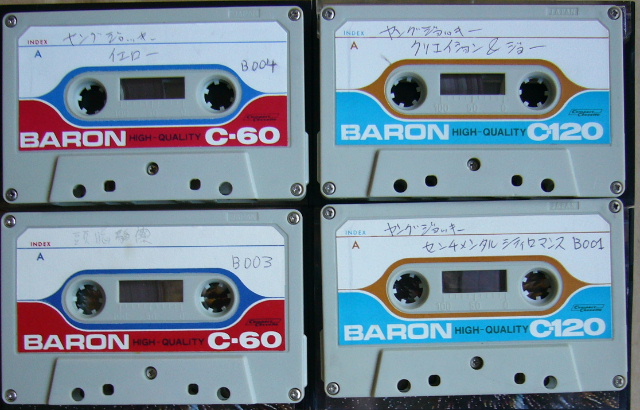 INDEX
ヤングジョッキー
A
イエロー
B004
BARON HIGH-QUALITY C-60
INDEX
ヤングジョッキー
A
クリエイション & ジョー
BARON HIGH-QUALITY C120
INDEX
A
B003
BARON HIGH-QUALITY C-60
INDEX
ヤングジョッキー
A
センチメンタルシティロマンス B001
BARON HIGH-QUALITY C120